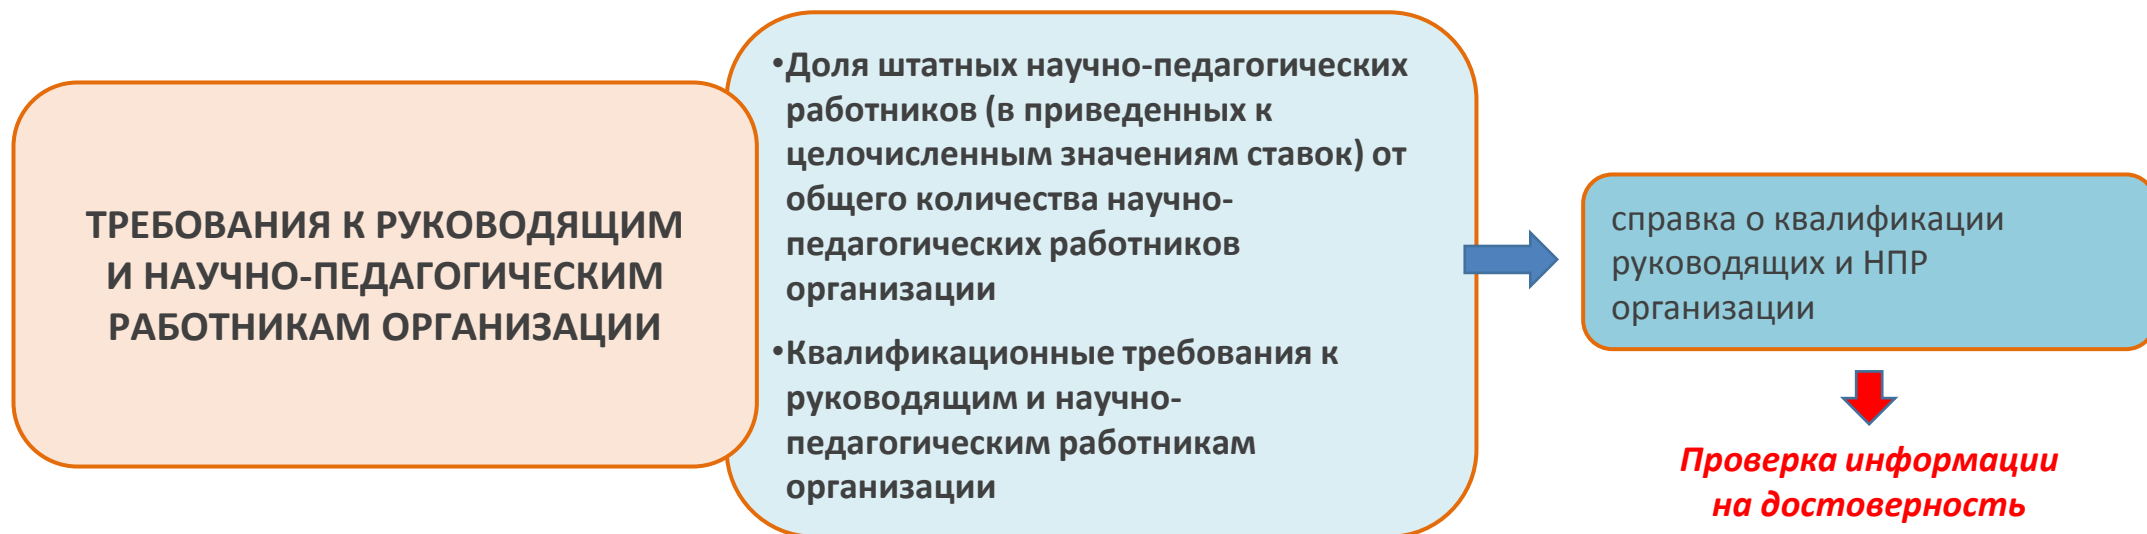 ТРЕБОВАНИЯ К РУКОВОДЯЩИМ
И НАУЧНО-ПЕДАГОГИЧЕСКИМ
РАБОТНИКАМ ОРГАНИЗАЦИИ
•Доля штатных научно-педагогических
работников (в приведенных к
целочисленным значениям ставок) от
общего количества научно-
педагогических работников
организации
•Квалификационные требования к
руководящим и научно-
педагогическим работникам
организации
справка о квалификации
руководящих и НПР
организации
Проверка информации
на достоверность